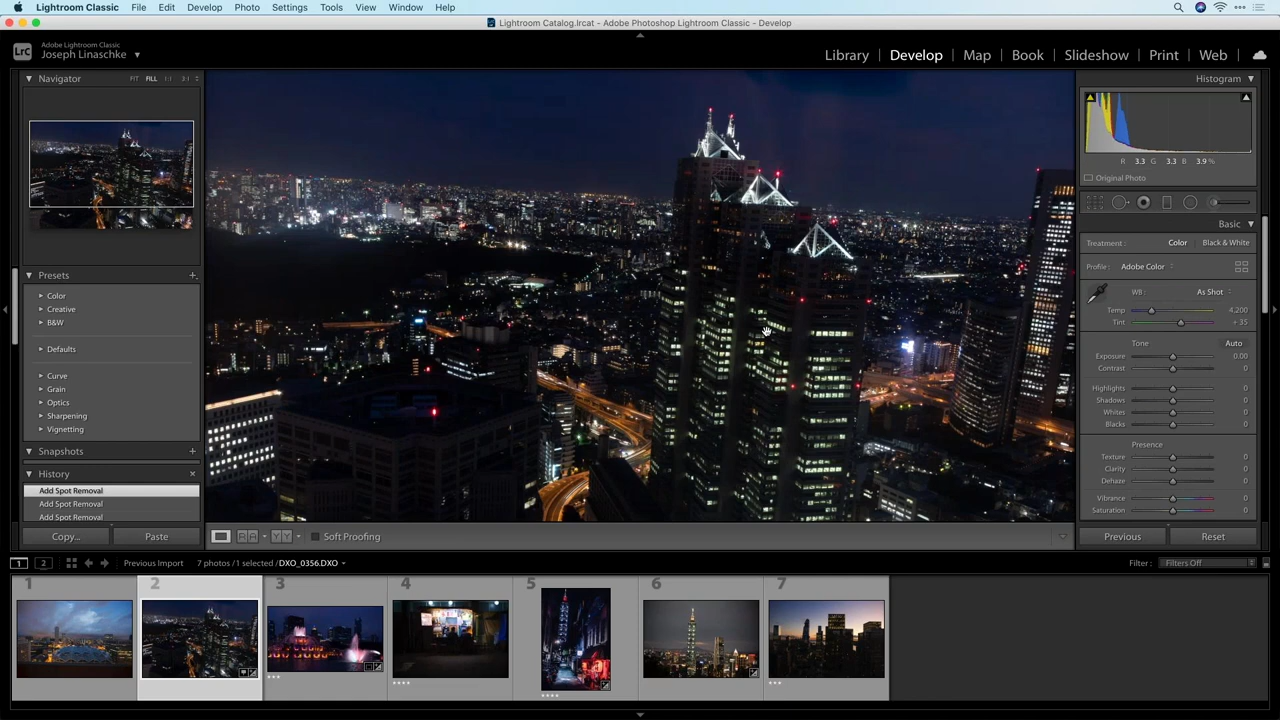 Lightroom Classic File Edit Develop Photo Settings Tools View Window Help
Lightroom Catalog.lrcat - Adobe Photoshop Lightroom Classic - Develop
LrC
Adobe Lightroom Classic
Joseph Linaschke
Library Develop Map Book Slideshow Print Web
Navigator FIT FILL 1:1 3:1
Histogram
R 3.3 G 3.3 B 3.9 %
Original Photo
Basic
Treatment : Color Black & White
Profile : Adobe Color
WB : As Shot
Temp 4,200
Tint + 35
Tone Auto
Exposure 0.00
Contrast 0
Highlights 0
Shadows 0
Whites 0
Blacks 0
Presence
Texture 0
Clarity 0
Dehaze 0
Vibrance 0
Saturation 0
Presets
Color
Creative
B&W
Defaults
Curve
Grain
Optics
Sharpening
Vignetting
Snapshots
History
Add Spot Removal
Add Spot Removal
Add Spot Removal
Copy... Paste
Soft Proofing
Previous Reset
1 2 Previous Import 7 photos / 1 selected / DXO_0356.DXO
Filter : Filters Off
1 2 3 4 5 6 7